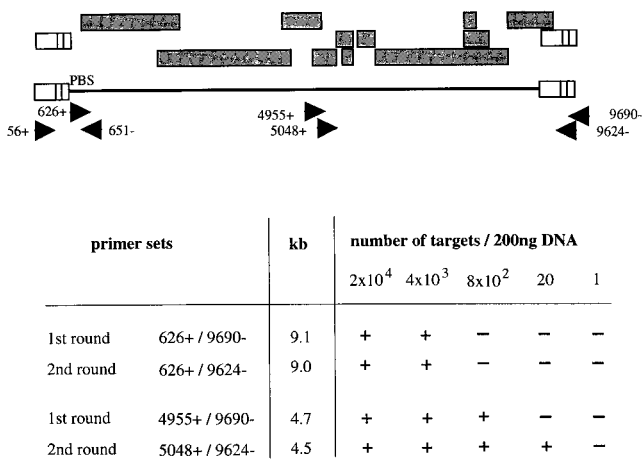 PBS
626+
4955+
9690-
56+
651-
5048+
9624-
primer sets kb number of targets / 200ng DNA
2x10^4 4x10^3 8x10^2 20 1
1st round 626+ / 9690- 9.1 + + − − −
2nd round 626+ / 9624- 9.0 + + − − −
1st round 4955+ / 9690- 4.7 + + + − −
2nd round 5048+ / 9624- 4.5 + + + + −